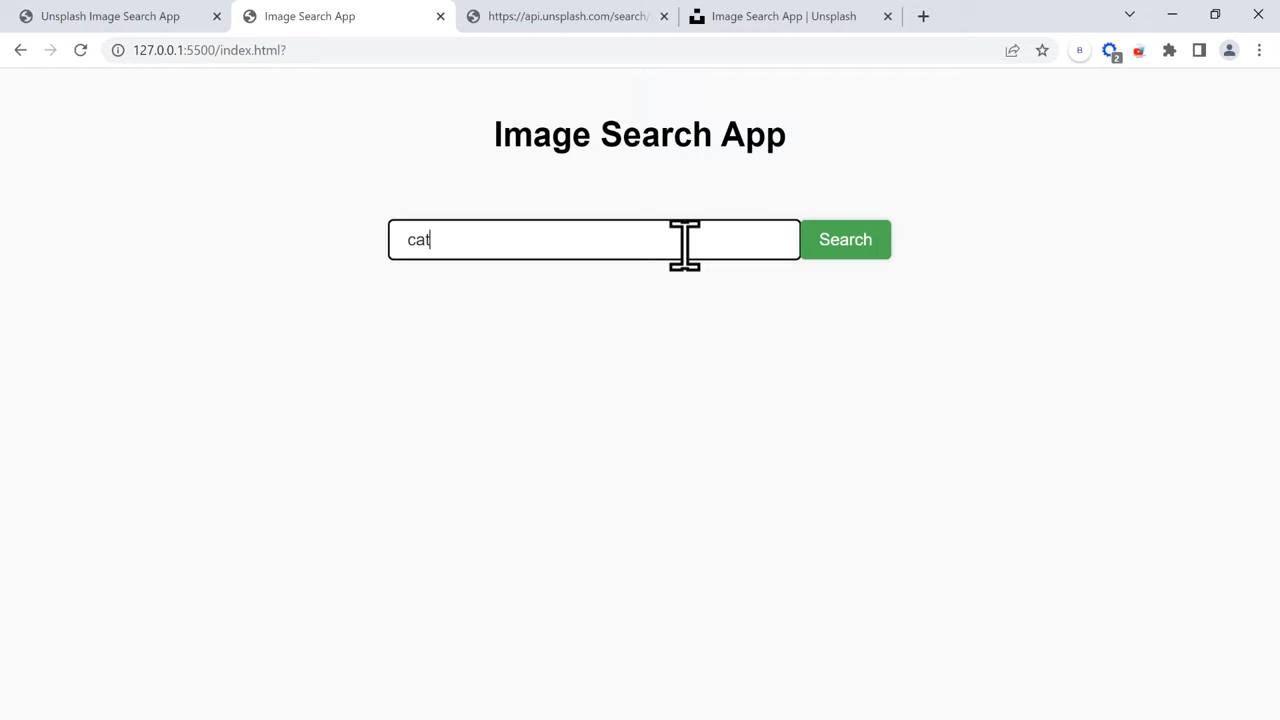 Unsplash Image Search App
Image Search App
https://api.unsplash.com/search/
Image Search App | Unsplash
127.0.0.1:5500/index.html?
B
2
Image Search App
cat
Search